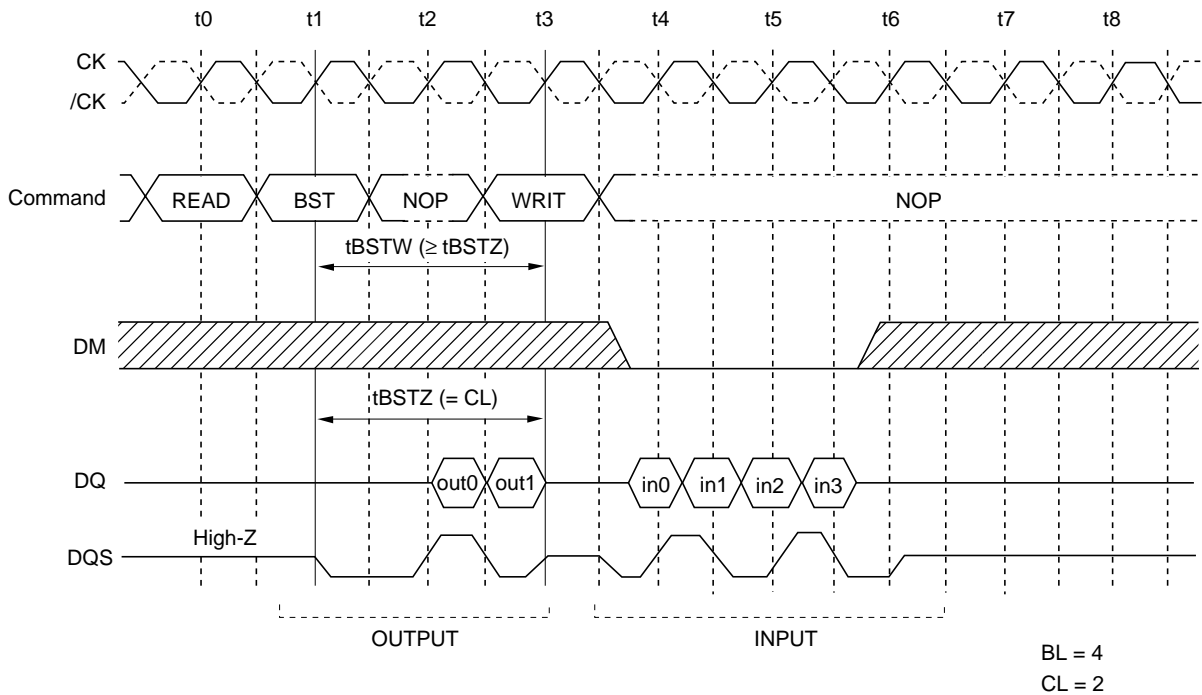 t0 t1 t2 t3 t4 t5 t6 t7 t8
CK
/CK
Command READ BST NOP WRIT NOP
tBSTW (≥ tBSTZ)
DM
tBSTZ (= CL)
DQ out0 out1 in0 in1 in2 in3
High-Z
DQS
OUTPUT INPUT
BL = 4
CL = 2